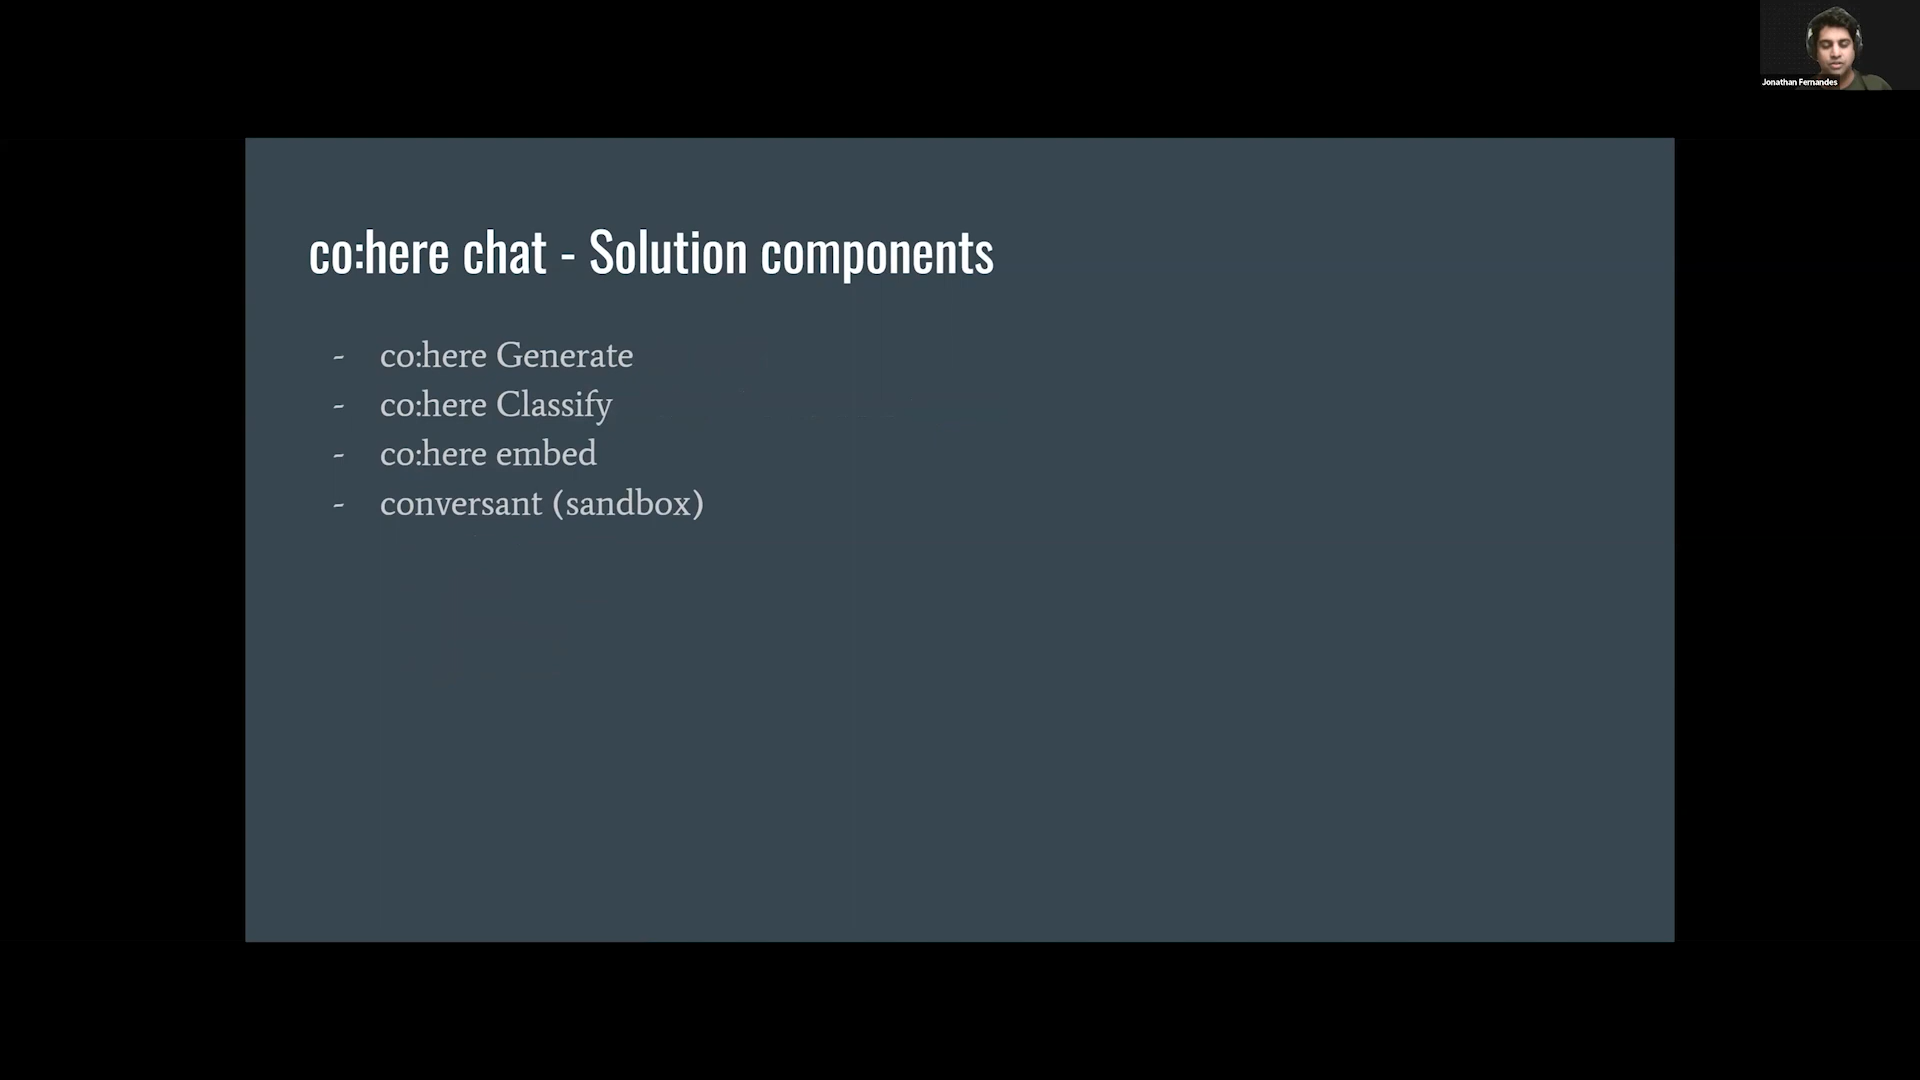 Jonathan Fernandes
co:here chat - Solution components
- co:here Generate
- co:here Classify
- co:here embed
- conversant (sandbox)